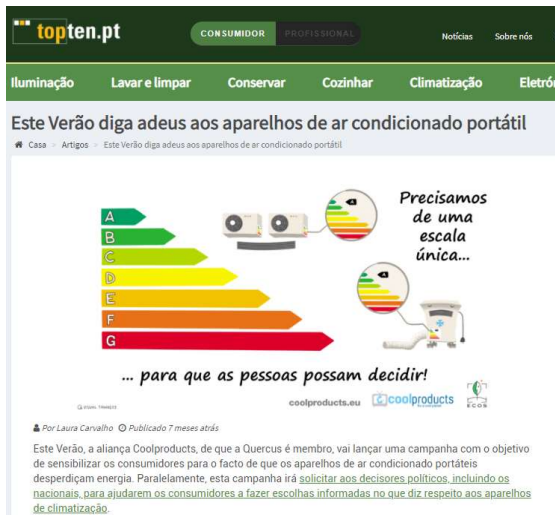 topten.pt
CONSUMIDOR PROFISSIONAL Notícias Sobre nós
Iluminação Lavar e limpar Conservar Cozinhar Climatização Eletró
Este Verão diga adeus aos aparelhos de ar condicionado portátil
Casa > Artigos > Este Verão diga adeus aos aparelhos de ar condicionado portátil
Precisamos
de uma
escala
única...
A
B
C
D
E
F
G
A
A
... para que as pessoas possam decidir!
coolproducts.eu coolproducts ECOS
Por Laura Carvalho Publicado 7 meses atrás
Este Verão, a aliança Coolproducts, de que a Quercus é membro, vai lançar uma campanha com o objetivo
de sensibilizar os consumidores para o facto de que os aparelhos de ar condicionado portáteis
desperdiçam energia. Paralelamente, esta campanha irá solicitar aos decisores políticos, incluindo os
nacionais, para ajudarem os consumidores a fazer escolhas informadas no que diz respeito aos aparelhos
de climatização.